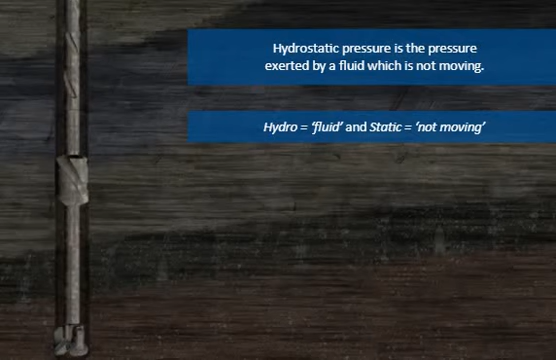 Hydrostatic pressure is the pressure
exerted by a fluid which is not moving.
Hydro = ‘fluid’ and Static = ‘not moving’